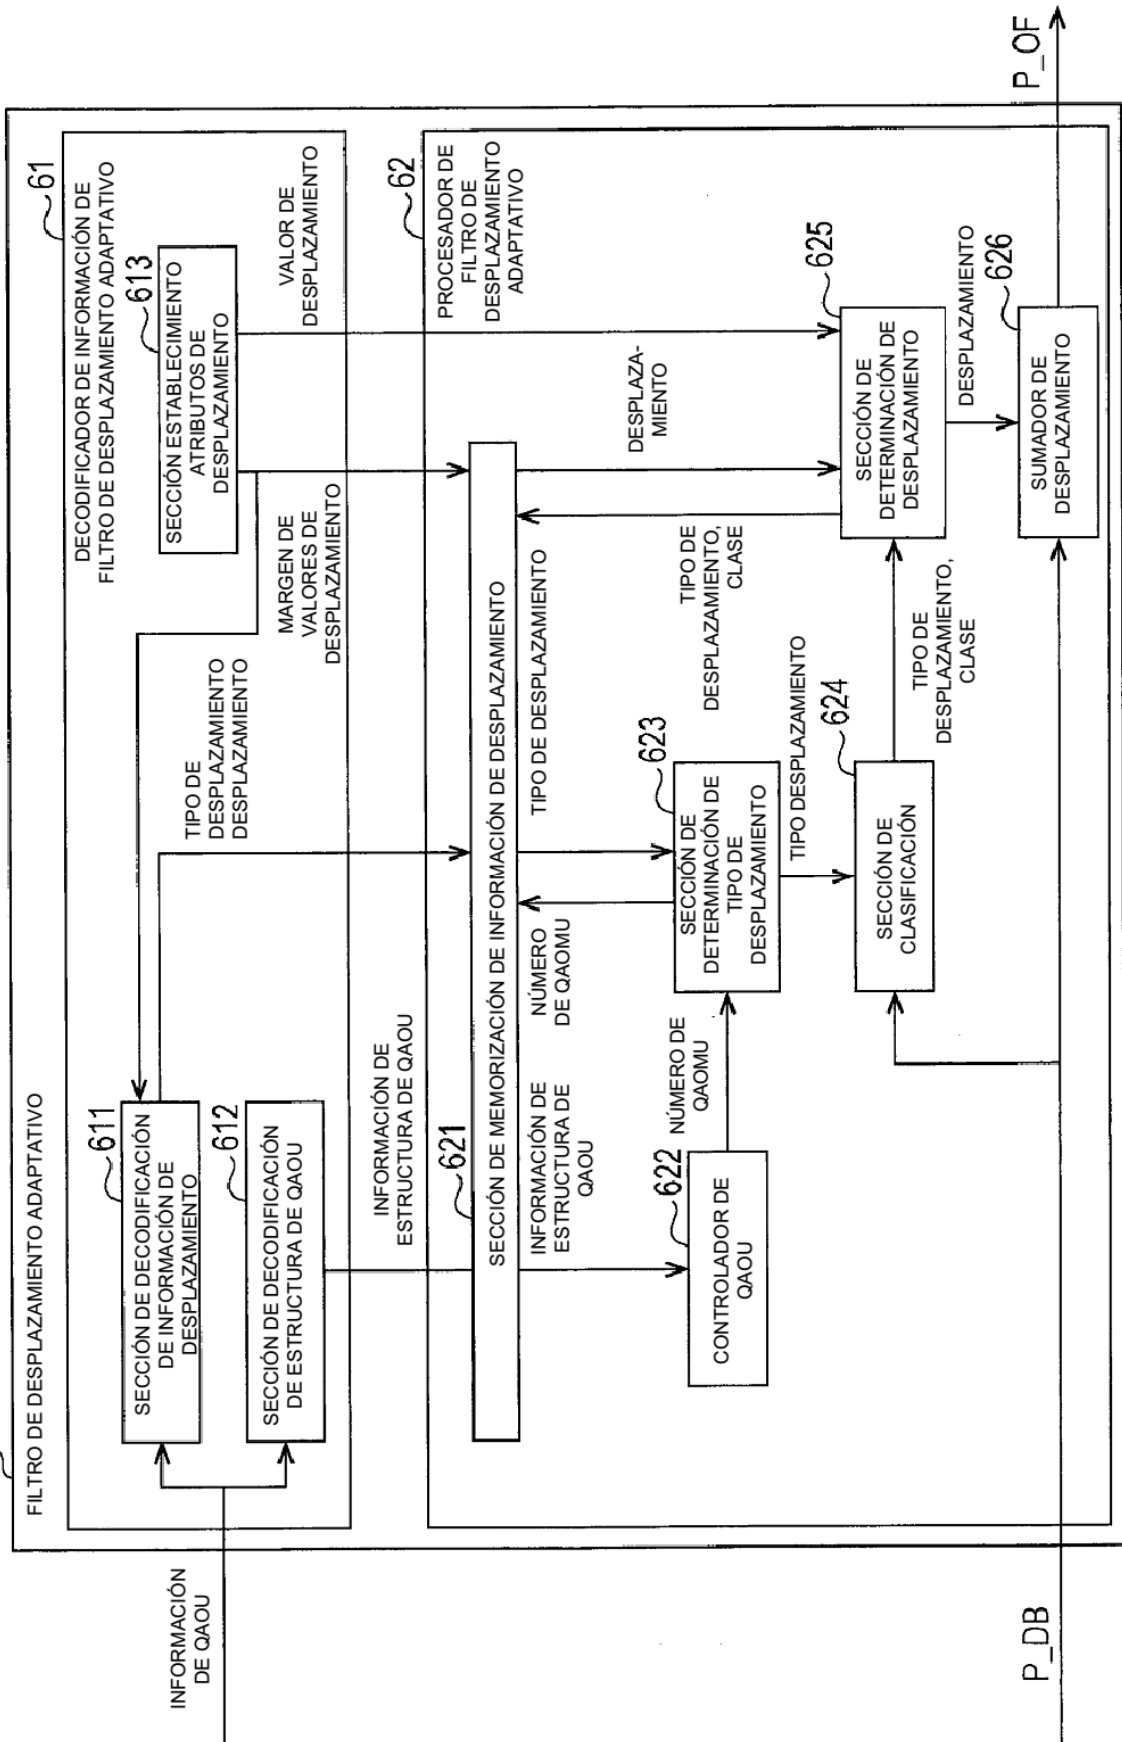 FILTRO DE DESPLAZAMIENTO ADAPTATIVO
61
DECODIFICADOR DE INFORMACIÓN DE
FILTRO DE DESPLAZAMIENTO ADAPTATIVO
INFORMACIÓN
DE QAOU
611
SECCIÓN DE DECODIFICACIÓN
DE INFORMACIÓN DE
DESPLAZAMIENTO
612
SECCIÓN DE DECODIFICACIÓN
DE ESTRUCTURA DE QAOU
613
SECCIÓN ESTABLECIMIENTO
ATRIBUTOS DE
DESPLAZAMIENTO
TIPO DE
DESPLAZAMIENTO
DESPLAZAMIENTO
MARGEN DE
VALORES DE
DESPLAZAMIENTO
VALOR DE
DESPLAZAMIENTO
INFORMACIÓN DE
ESTRUCTURA DE QAOU
62
PROCESADOR DE
FILTRO DE
DESPLAZAMIENTO
ADAPTATIVO
621
SECCIÓN DE MEMORIZACIÓN DE INFORMACIÓN DE DESPLAZAMIENTO
INFORMACIÓN DE
ESTRUCTURA DE
QAOU
NÚMERO
DE QAOMU
TIPO DE DESPLAZAMIENTO
TIPO DE
DESPLAZAMIENTO,
CLASE
DESPLAZA-
MIENTO
622
CONTROLADOR DE
QAOU
NÚMERO DE
QAOMU
623
SECCIÓN DE
DETERMINACIÓN DE
TIPO DE
DESPLAZAMIENTO
TIPO DESPLAZAMIENTO
624
SECCIÓN DE
CLASIFICACIÓN
TIPO DE
DESPLAZAMIENTO,
CLASE
625
SECCIÓN DE
DETERMINACIÓN DE
DESPLAZAMIENTO
DESPLAZAMIENTO
626
SUMADOR DE
DESPLAZAMIENTO
P_DB
P_OF